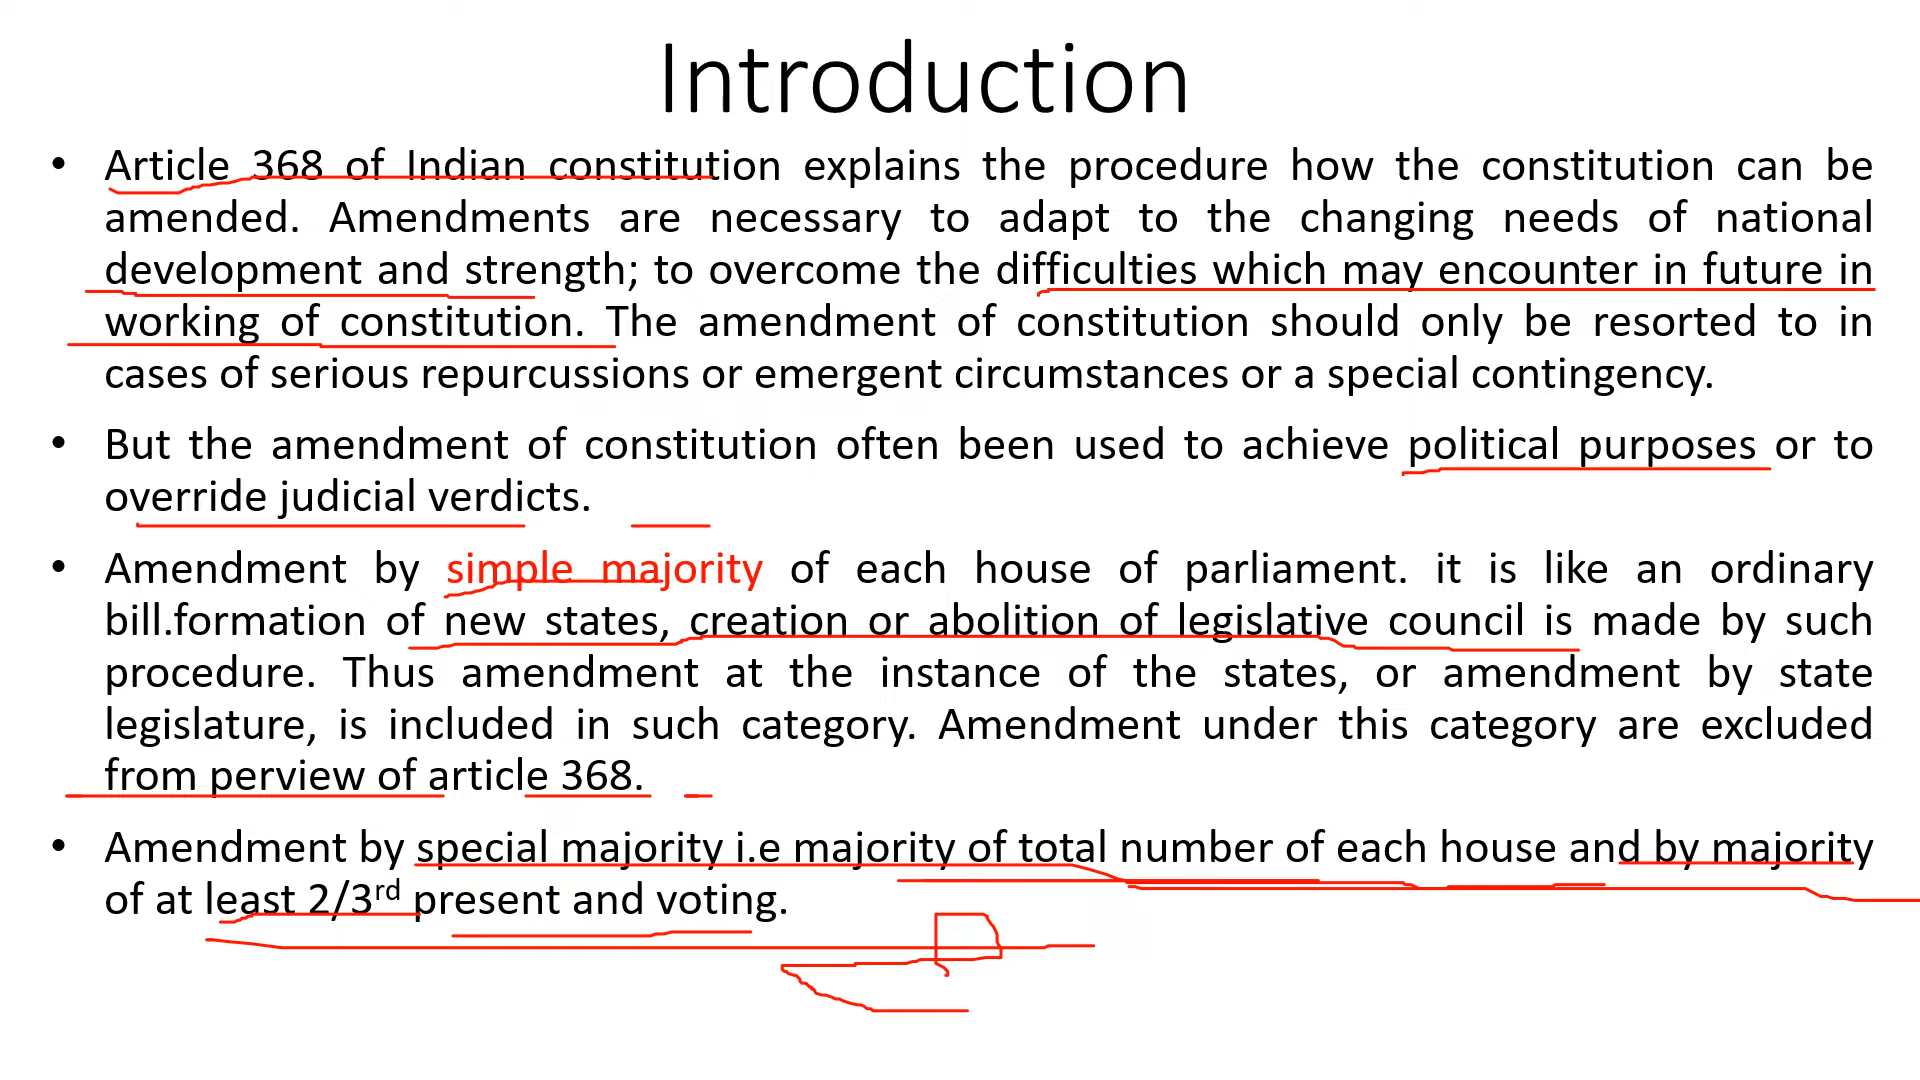 Introduction
• Article 368 of Indian constitution explains the procedure how the constitution can be
amended. Amendments are necessary to adapt to the changing needs of national
development and strength; to overcome the difficulties which may encounter in future in
working of constitution. The amendment of constitution should only be resorted to in
cases of serious repurcussions or emergent circumstances or a special contingency.
• But the amendment of constitution often been used to achieve political purposes or to
override judicial verdicts.
• Amendment by simple majority of each house of parliament. it is like an ordinary
bill.formation of new states, creation or abolition of legislative council is made by such
procedure. Thus amendment at the instance of the states, or amendment by state
legislature, is included in such category. Amendment under this category are excluded
from perview of article 368.
• Amendment by special majority i.e majority of total number of each house and by majority
of at least 2/3rd present and voting.